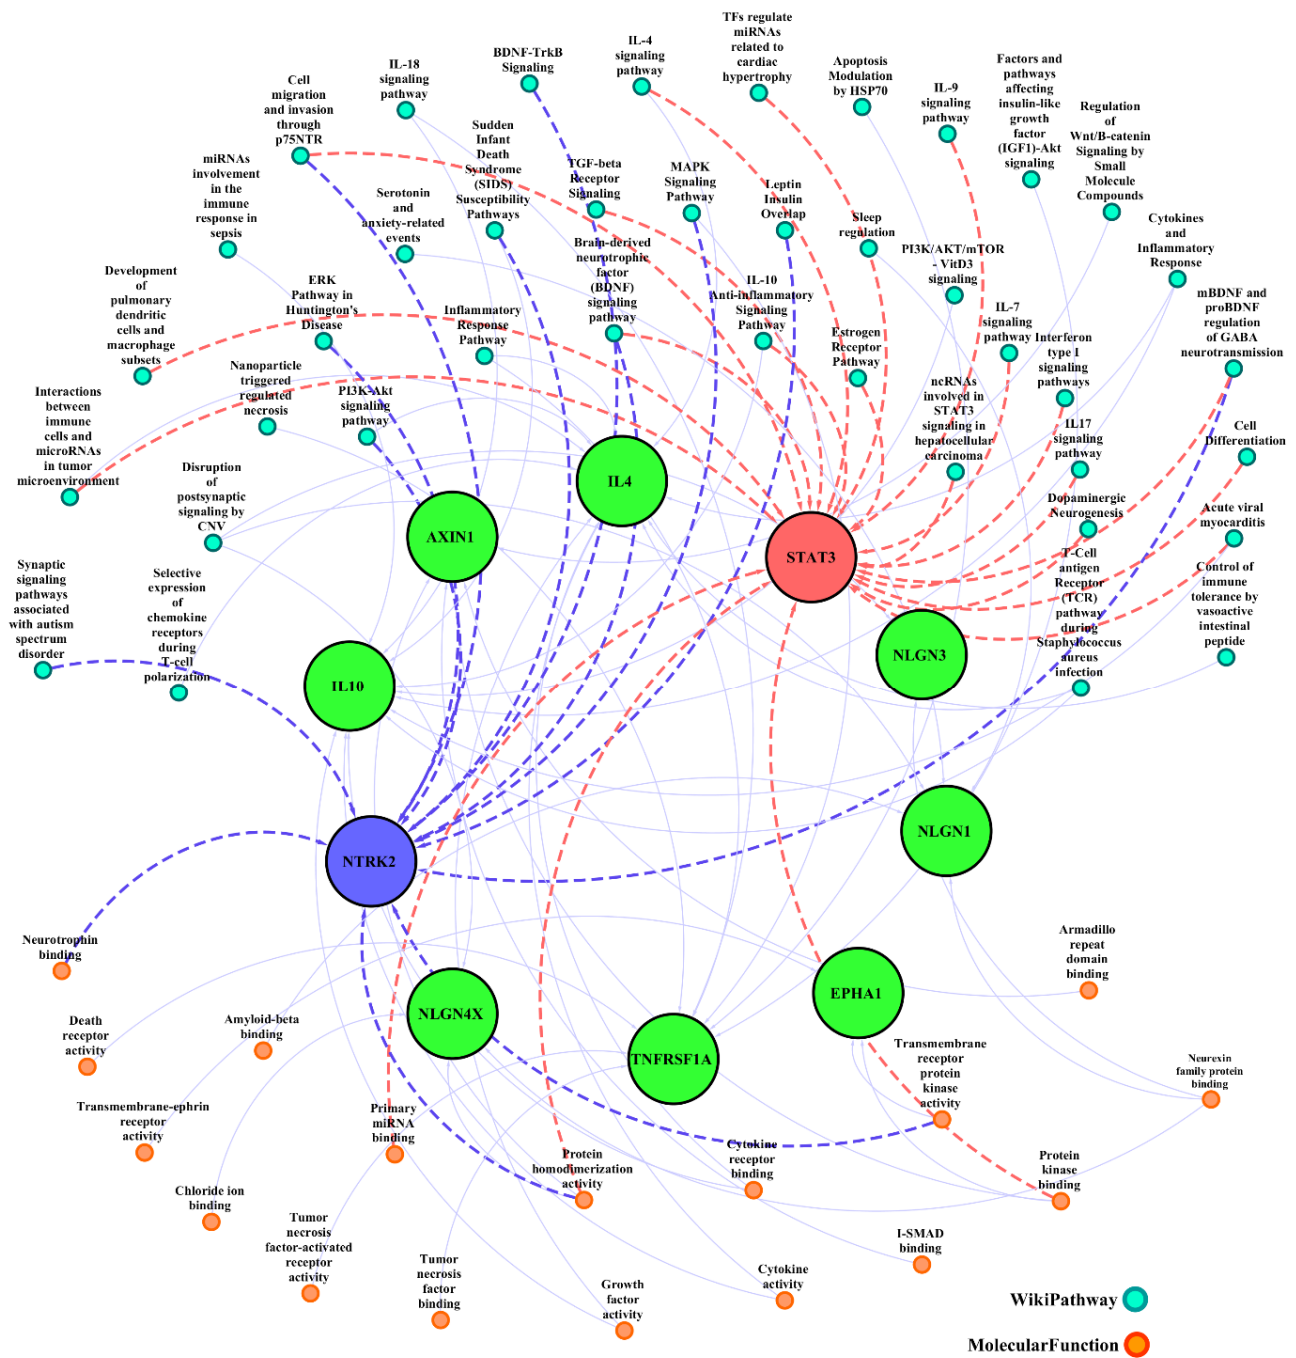 TFs regulate
miRNAs
related to
cardiac
hypertrophy
IL-4
signaling
pathway
BDNF-TrkB
Signaling
IL-18
signaling
pathway
Cell
migration
and invasion
through
p75NTR
Apoptosis
Modulation
by HSP70
IL-9
signaling
pathway
Factors and
pathways
affecting
insulin-like
growth
factor
(IGF1)-Akt
signaling
Regulation
of
Wnt/B-catenin
Signaling by
Small
Molecule
Compounds
Sudden
Infant
Death
Syndrome
(SIDS)
Susceptibility
Pathways
miRNAs
involvement
in the
immune
response in
sepsis
Serotonin
and
anxiety-related
events
TGF-beta
Receptor
Signaling
MAPK
Signaling
Pathway
Leptin
Insulin
Overlap
Sleep
regulation
Cytokines
and
Inflammatory
Response
PI3K/AKT/mTOR
- VitD3
signaling
Brain-derived
neurotrophic
factor
(BDNF)
signaling
pathway
Development
of
pulmonary
dendritic
cells and
macrophage
subsets
ERK
Pathway in
Huntington's
Disease
Inflammatory
Response
Pathway
IL-10
Anti-inflammatory
Signaling
Pathway
Estrogen
Receptor
Pathway
IL-7
signaling
pathway
Interferon
type I
signaling
pathways
mBDNF and
proBDNF
regulation
of GABA
neurotransmission
Nanoparticle
triggered
regulated
necrosis
PI3K-Akt
signaling
pathway
Interactions
between
immune
cells and
microRNAs
in tumor
microenvironment
ncRNAs
involved in
STAT3
signaling in
hepatocellular
carcinoma
IL17
signaling
pathway
Cell
Differentiation
Disruption
of
postsynaptic
signaling by
CNV
Dopaminergic
Neurogenesis
Acute viral
myocarditis
IL4
AXIN1
STAT3
Synaptic
signaling
pathways
associated
with autism
spectrum
disorder
Selective
expression
of
chemokine
receptors
during
T-cell
polarization
T-Cell
antigen
Receptor
(TCR)
pathway
during
Staphylococcus
aureus
infection
Control of
immune
tolerance by
vasoactive
intestinal
peptide
NLGN3
IL10
NLGN1
NTRK2
Neurotrophin
binding
Armadillo
repeat
domain
binding
EPHA1
NLGN4X
TNFRSF1A
Death
receptor
activity
Amyloid-beta
binding
Transmembrane
receptor
protein
kinase
activity
Neurexin
family protein
binding
Transmembrane-ephrin
receptor
activity
Primary
miRNA
binding
Protein
homodimerization
activity
Cytokine
receptor
binding
Protein
kinase
binding
Chloride ion
binding
Tumor
necrosis
factor-activated
receptor
activity
Tumor
necrosis
factor
binding
Growth
factor
activity
Cytokine
activity
I-SMAD
binding
WikiPathway
MolecularFunction